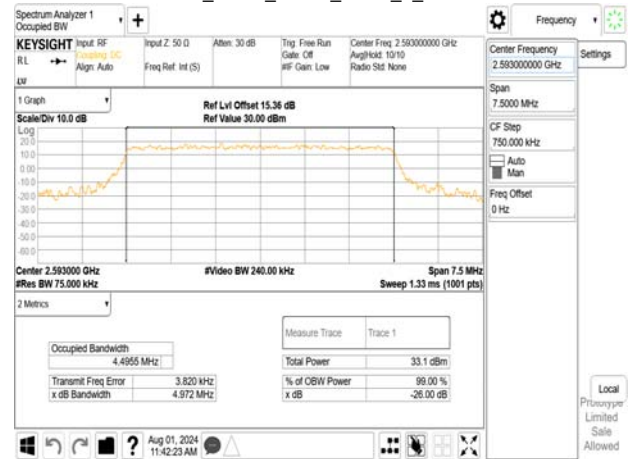 Spectrum Analyzer 1
Occupied BW
Frequency
KEYSIGHT
RL
Input: RF
Coupling: DC
Align: Auto
Input Z: 50 Ω
Freq Ref: Int (S)
Atten: 30 dB
Trig: Free Run
Gate: Off
#IF Gain: Low
Center Freq: 2.593000000 GHz
Avg|Hold: 10/10
Radio Std: None
Center Frequency
2.593000000 GHz
Settings
Span
7.5000 MHz
CF Step
750.000 kHz
Auto
Man
Freq Offset
0 Hz
1 Graph
Scale/Div 10.0 dB
Ref Lvl Offset 15.36 dB
Ref Value 30.00 dBm
Log
20.0
10.0
0.00
-10.0
-20.0
-30.0
-40.0
-50.0
-60.0
Center 2.593000 GHz
#Res BW 75.000 kHz
#Video BW 240.00 kHz
Span 7.5 MHz
Sweep 1.33 ms (1001 pts)
2 Metrics
Measure Trace Trace 1
Occupied Bandwidth
4.4955 MHz
Total Power 33.1 dBm
Transmit Freq Error 3.820 kHz
% of OBW Power 99.00 %
x dB Bandwidth 4.972 MHz
x dB -26.00 dB
Local
Prototype
Limited
Sale
Allowed
Aug 01, 2024
11:42:23 AM